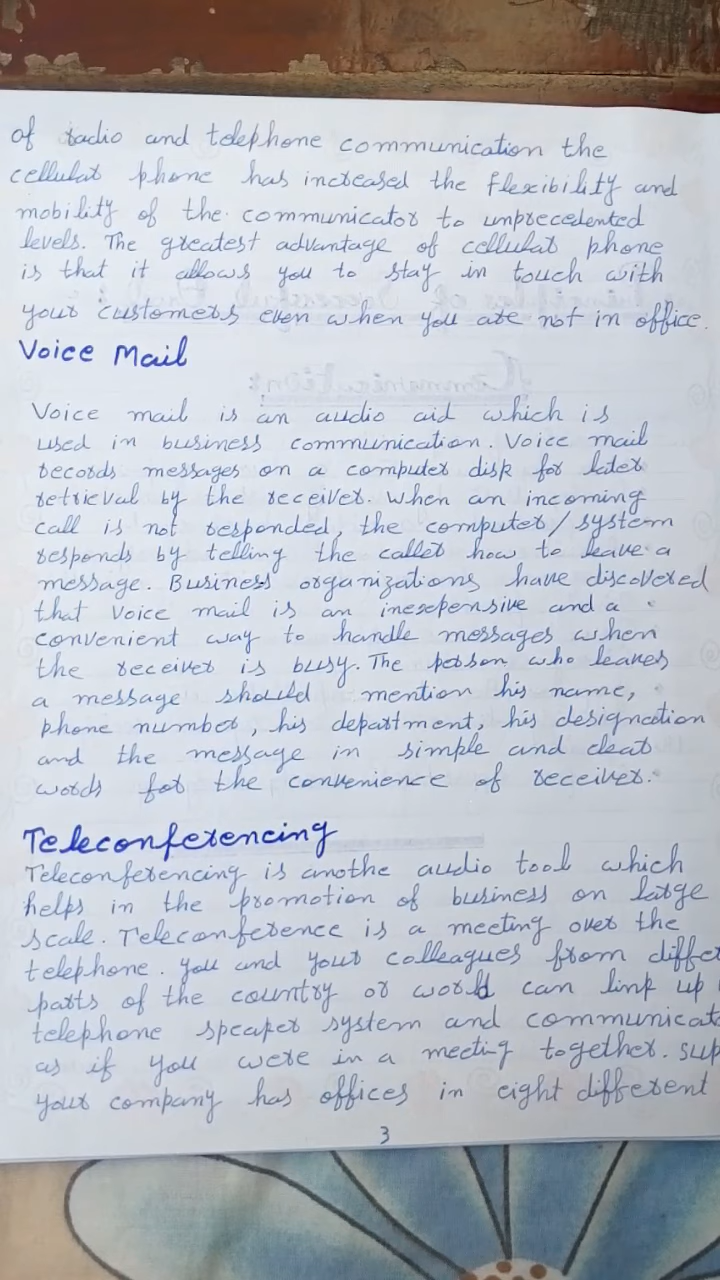 of radio and telephone communication the
cellular phone has increased the flexibility and
mobility of the communicator to unprecedented
levels. The greatest advantage of cellular phone
is that it allows you to stay in touch with
your customers even when you are not in office.
Voice Mail
Voice mail is an audio aid which is
used in business communication. Voice mail
records messages on a computer disk for later
retrieval by the receiver. When an incoming
call is not responded, the computer/system
responds by telling the caller how to leave a
message. Business organizations have discovered
that Voice mail is an inexpensive and a
convenient way to handle messages when
the receiver is busy. The person who leaves
a message should mention his name,
phone number, his department, his designation
and the message in simple and clear
words for the convenience of receiver.
Teleconferencing
Teleconferencing is anothe audio tool which
helps in the promotion of business on large
scale. Teleconference is a meeting over the
telephone. you and your colleagues from differ
parts of the country or world can link up
telephone speaker system and communicat
as if you were in a meeting together. sup
your company has offices in eight different
3